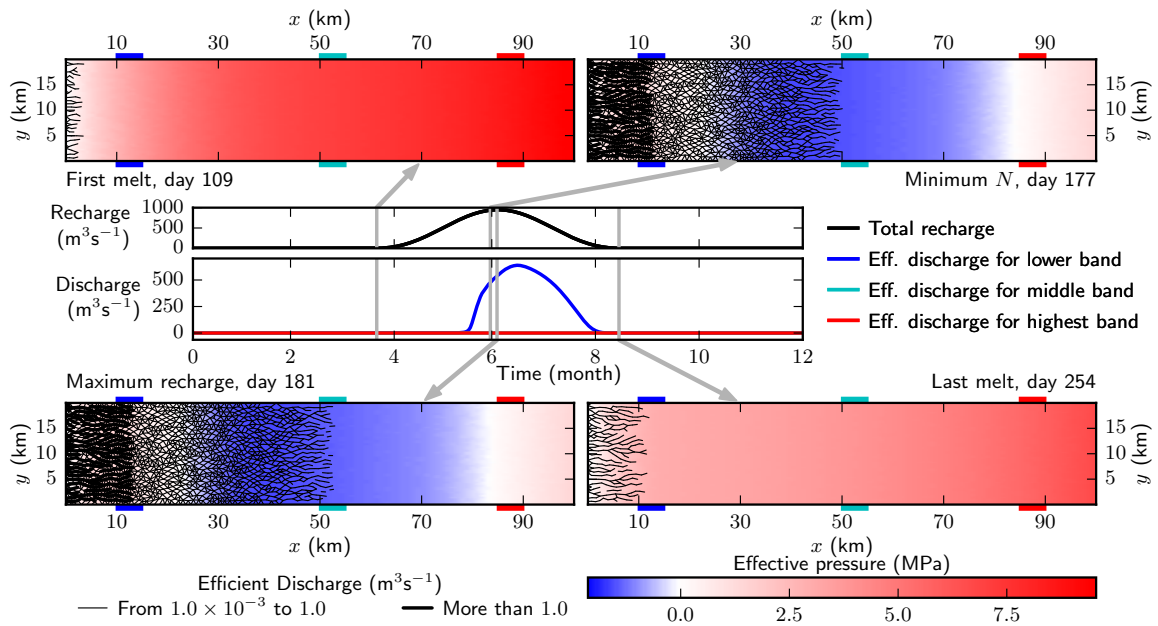 x (km)
x (km)
10 30 50 70 90
10 30 50 70 90
y (km)
15
10
5
15
10
5
y (km)
First melt, day 109
Minimum N, day 177
Recharge
(m³s⁻¹)
1000
500
0
Discharge
(m³s⁻¹)
500
250
0
0 2 4 6 8 10 12
Time (month)
Total recharge
Eff. discharge for lower band
Eff. discharge for middle band
Eff. discharge for highest band
Maximum recharge, day 181
Last melt, day 254
y (km)
15
10
5
15
10
5
y (km)
10 30 50 70 90
10 30 50 70 90
x (km)
x (km)
Efficient Discharge (m³s⁻¹)
From 1.0 × 10⁻³ to 1.0
More than 1.0
Effective pressure (MPa)
0.0 2.5 5.0 7.5